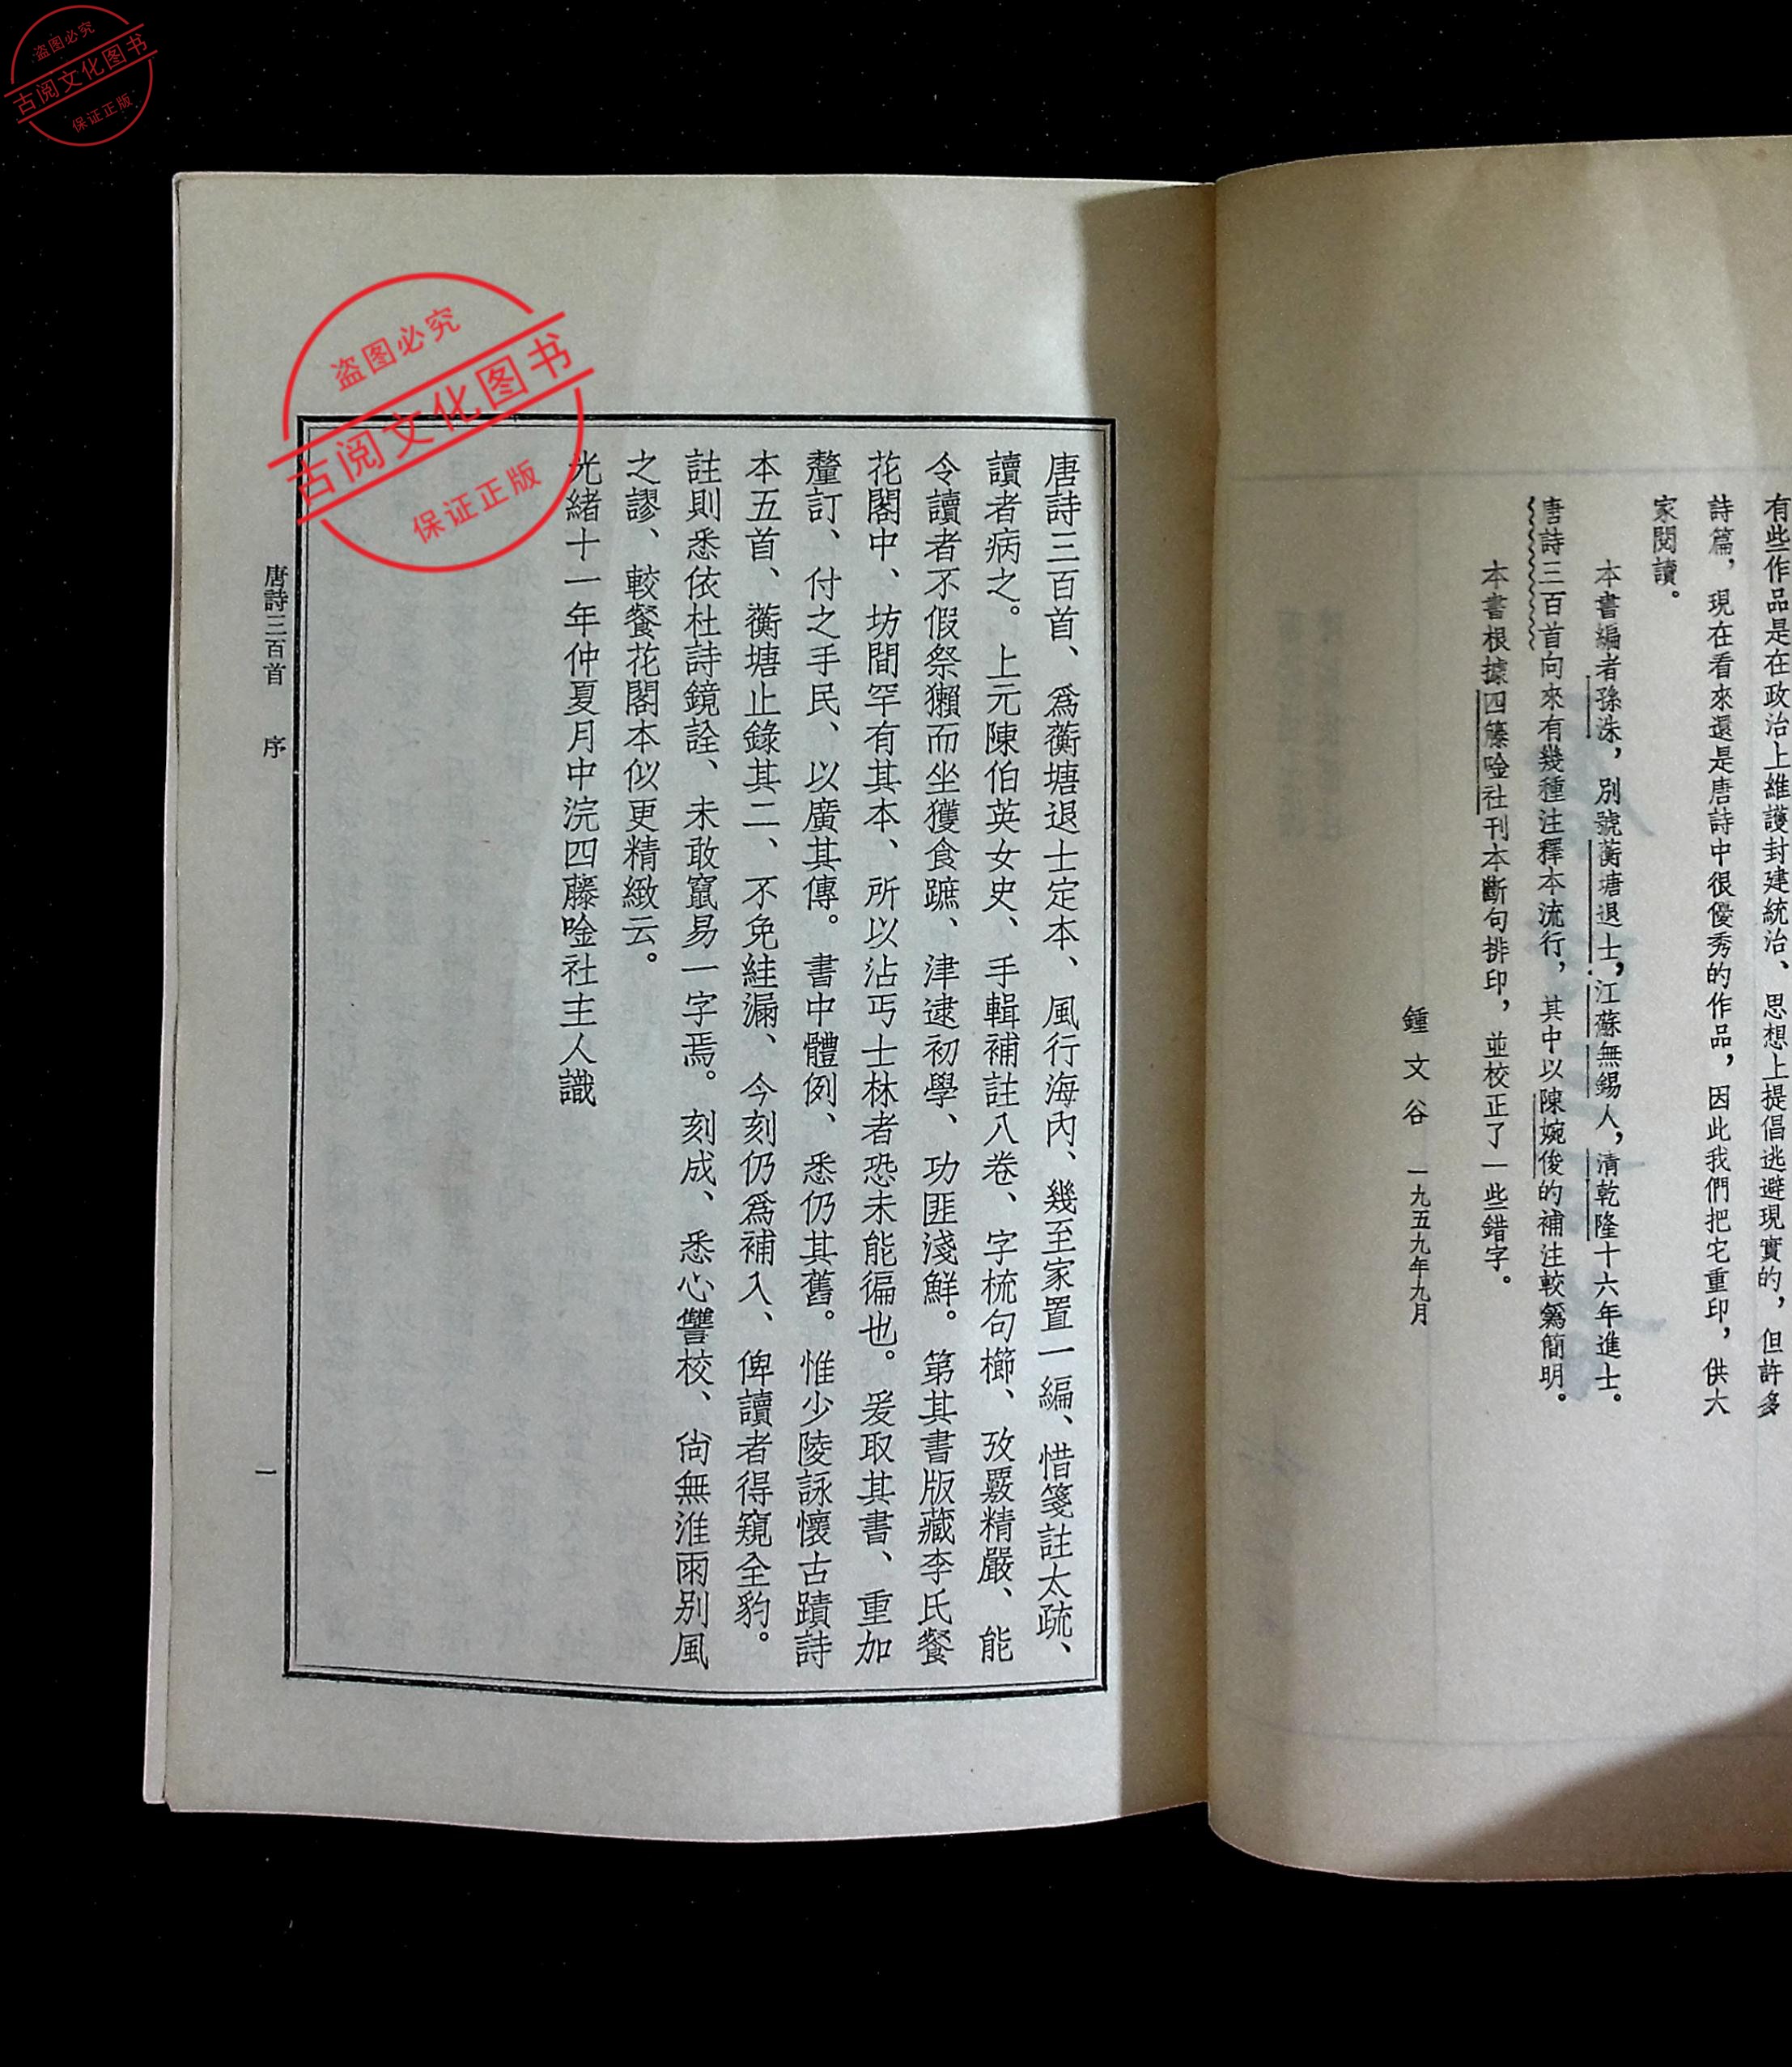 盗图必究
古阅文化图书
保证正版
有些作品是在政治上維護封建統治、思想上提倡逃避現實的，但許多
詩篇，現在看來還是唐詩中很優秀的作品，因此我們把它重印，供大
家閱讀。
本書編者孫洙，別號蘅塘退士，江蘇無錫人，清乾隆十六年進士。
唐詩三百首向來有幾種注釋本流行，其中以陳婉俊的補注較爲簡明。
本書根據四籐唫社刊本斷句排印，並校正了一些錯字。
鍾文谷　一九五九年九月
盗图必究
古阅文化图书
保证正版
唐詩三百首、爲蘅塘退士定本、風行海內、幾至家置一編、惜箋註太疏、
讀者病之。上元陳伯英女史、手輯補註八卷、字梳句櫛、攷覈精嚴、能
令讀者不假祭獺而坐獲食蹠、津逮初學、功匪淺鮮。第其書版藏李氏餐
花閣中、坊間罕有其本、所以沾丐士林者恐未能徧也。爰取其書、重加
釐訂、付之手民、以廣其傳。書中體例、悉仍其舊。惟少陵詠懷古蹟詩
本五首、蘅塘止錄其二、不免絓漏、今刻仍爲補入、俾讀者得窺全豹。
註則悉依杜詩鏡詮、未敢竄易一字焉。刻成、悉心讐校、尙無淮雨別風
之謬、較餐花閣本似更精緻云。
光緒十一年仲夏月中浣四藤唫社主人識
唐詩三百首　序
一